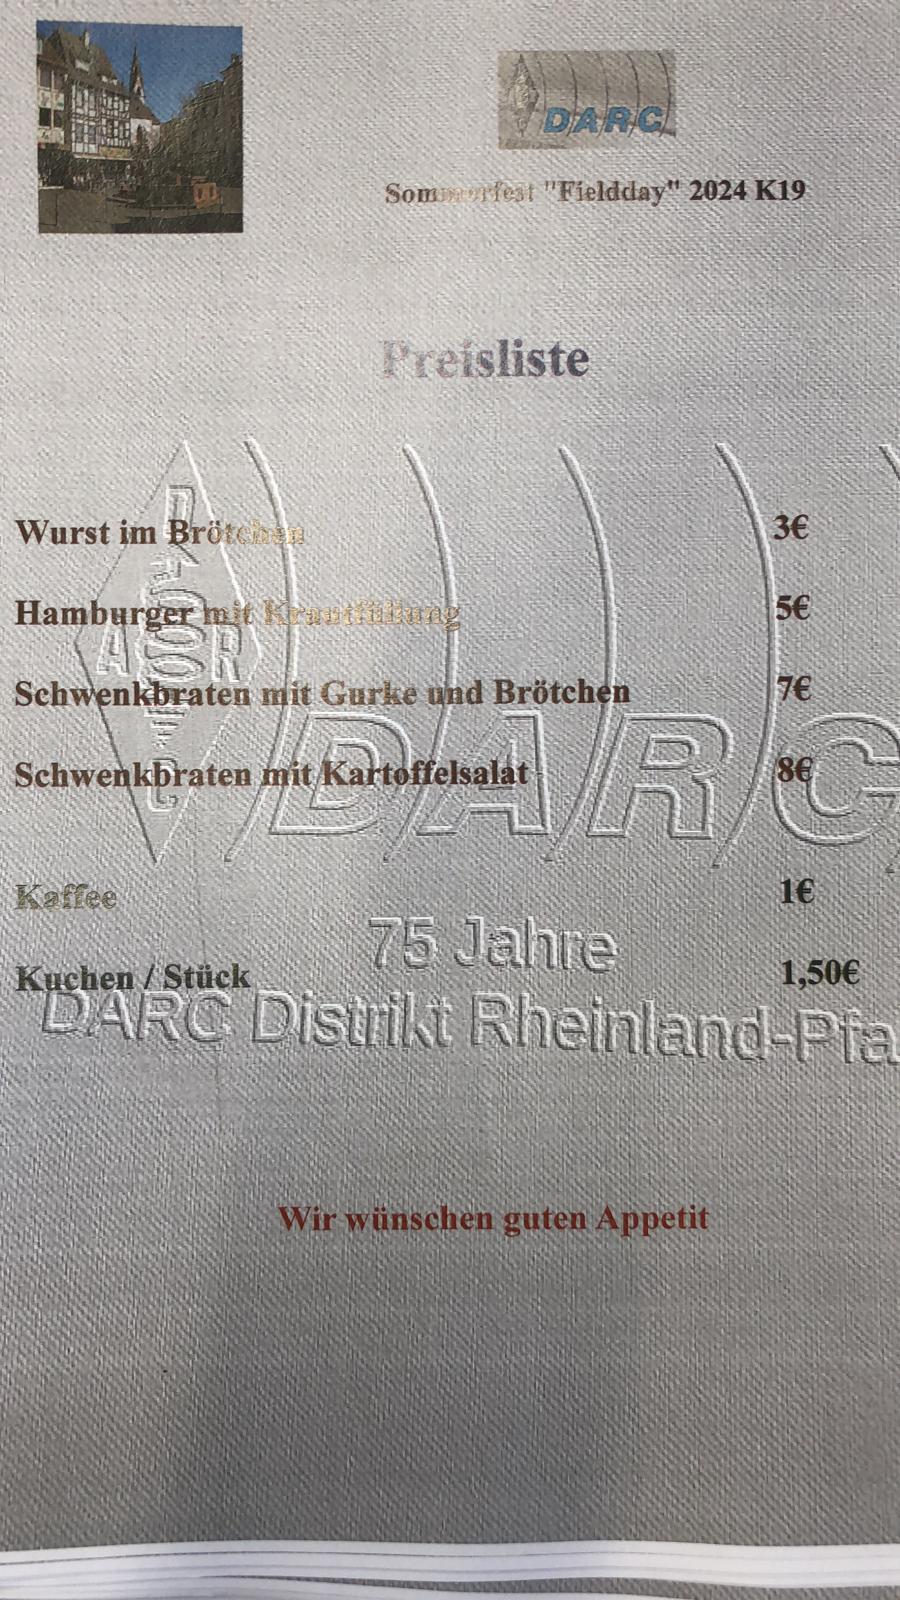 DARC
Sommerfest "Fieldday" 2024 K19
Preisliste
Wurst im Brötchen 3€
Hamburger mit Krautfüllung 5€
Schwenkbraten mit Gurke und Brötchen 7€
Schwenkbraten mit Kartoffelsalat 8€
DARC
Kaffee 1€
75 Jahre
Kuchen / Stück 1,50€
DARC Distrikt Rheinland-Pfa
Wir wünschen guten Appetit